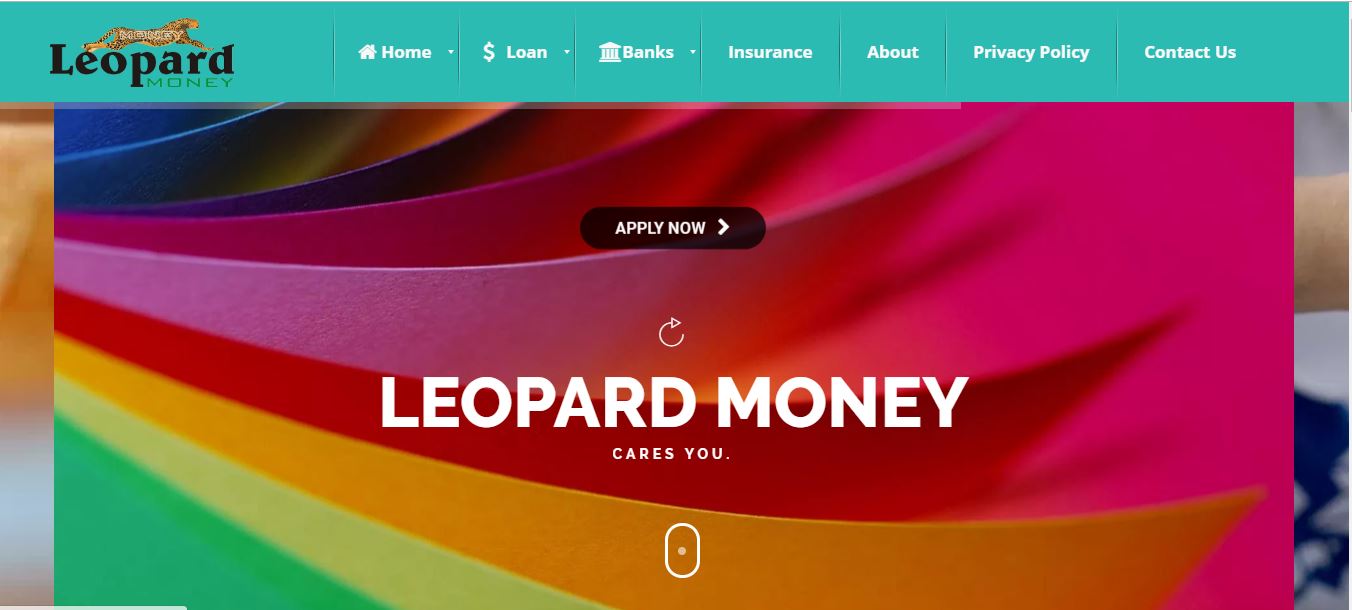 MONEY
Leopard
MONEY
Home
$ Loan
Banks
Insurance
About
Privacy Policy
Contact Us
APPLY NOW
LEOPARD MONEY
CARES YOU.